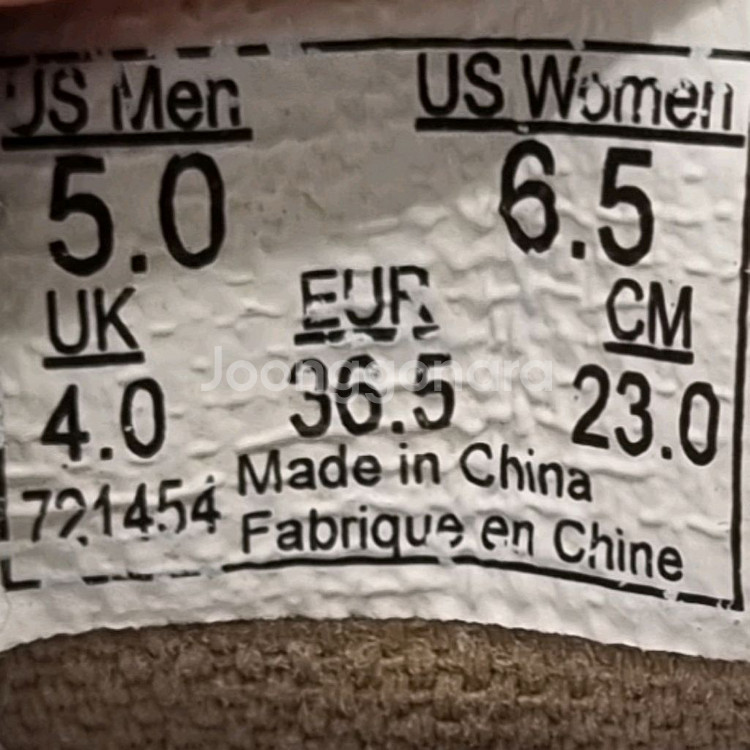 US Men US Women
5.0 6.5
UK EUR CM
4.0 36.5 23.0
Joonggonara
721454 Made in China
Fabrique en Chine